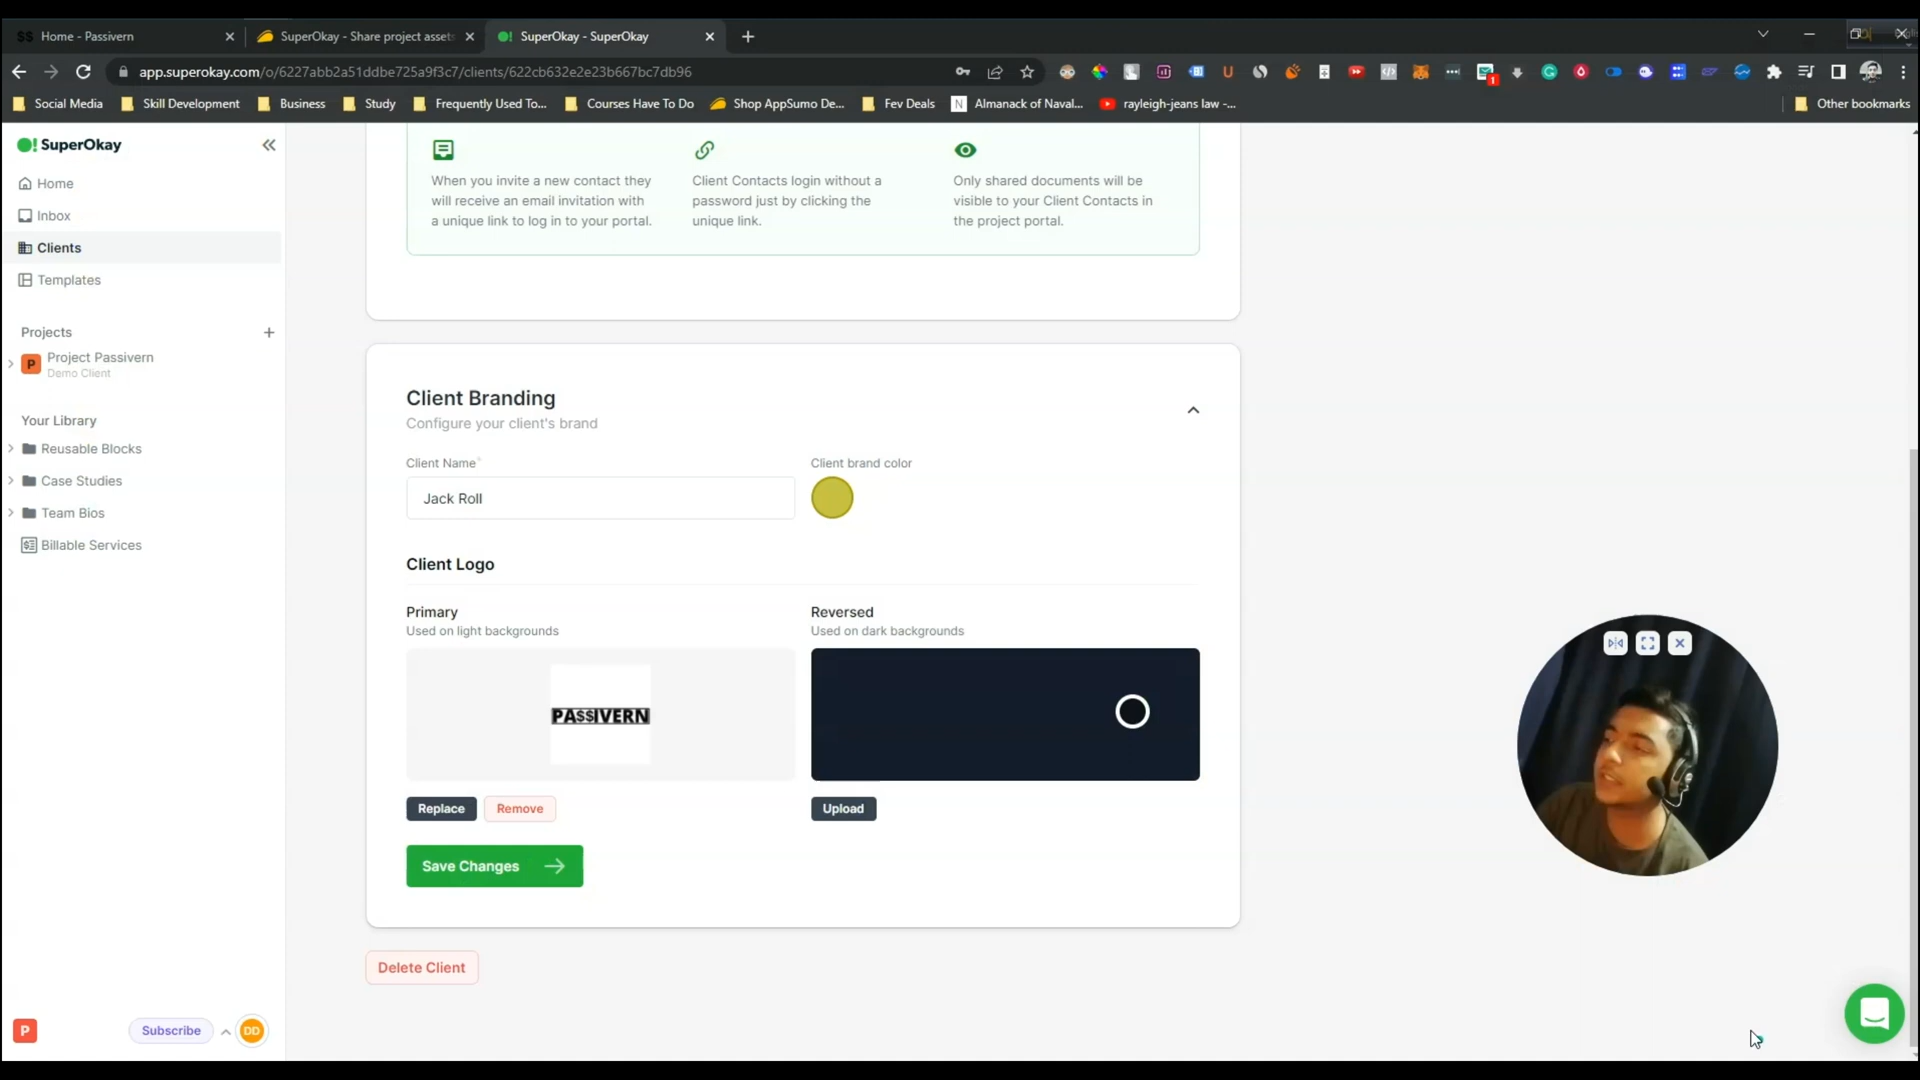 Home - Passivern
SuperOkay - Share project asset
SuperOkay - SuperOkay
app.superokay.com/o/6227abb2a51ddbe725a9f3c7/clients/622cb632e2e23b667bc7db96
Social Media
Skill Development
Business
Study
Frequently Used To...
Courses Have To Do
Shop AppSumo De...
Fev Deals
Almanack of Naval...
rayleigh-jeans law -...
Other bookmarks
SuperOkay
Home
Inbox
Clients
Templates
Projects
P
Project Passivern
Demo Client
Your Library
Reusable Blocks
Case Studies
Team Bios
Billable Services
P
Subscribe
DD
When you invite a new contact they
will receive an email invitation with
a unique link to log in to your portal.
Client Contacts login without a
password just by clicking the
unique link.
Only shared documents will be
visible to your Client Contacts in
the project portal.
Client Branding
Configure your client's brand
Client Name*
Jack Roll
Client brand color
Client Logo
Primary
Used on light backgrounds
PA$$IVERN
Replace
Remove
Reversed
Used on dark backgrounds
Upload
Save Changes
Delete Client